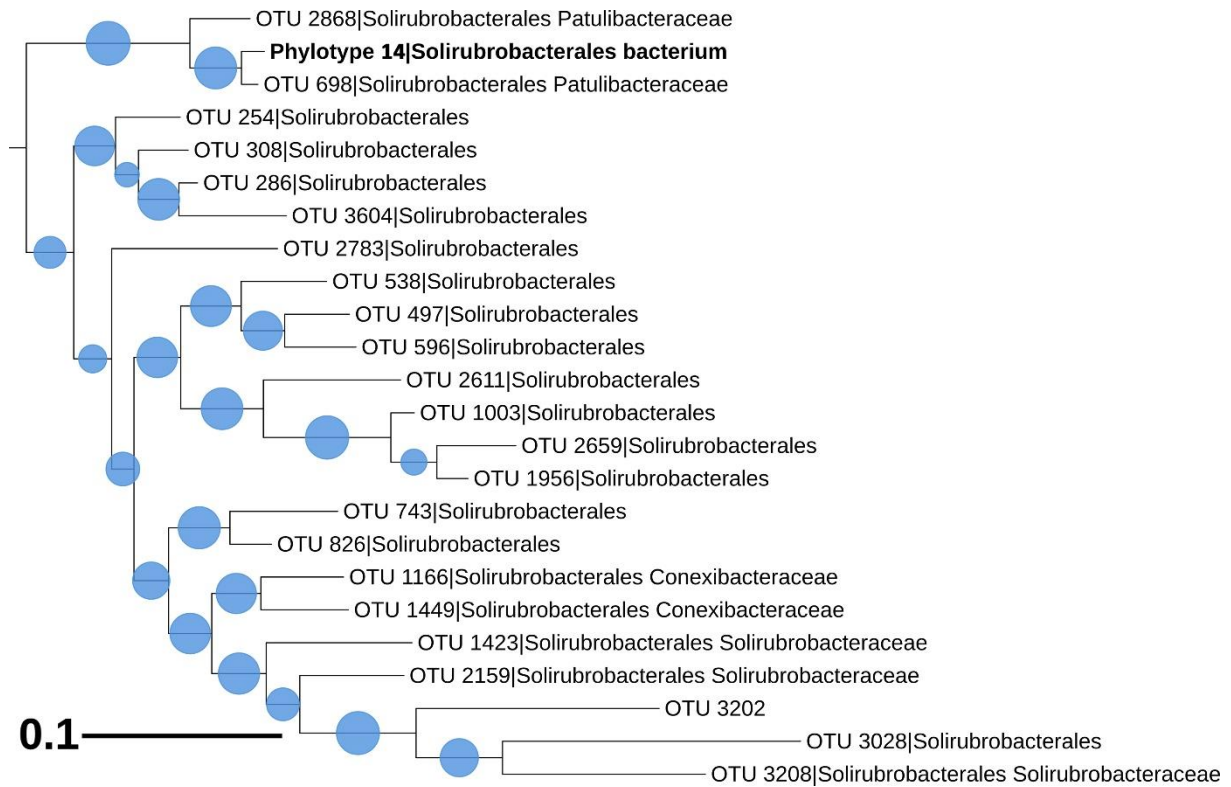 OTU 2868|Solirubrobacterales Patulibacteraceae
Phylotype 14|Solirubrobacterales bacterium
OTU 698|Solirubrobacterales Patulibacteraceae
OTU 254|Solirubrobacterales
OTU 308|Solirubrobacterales
OTU 286|Solirubrobacterales
OTU 3604|Solirubrobacterales
OTU 2783|Solirubrobacterales
OTU 538|Solirubrobacterales
OTU 497|Solirubrobacterales
OTU 596|Solirubrobacterales
OTU 2611|Solirubrobacterales
OTU 1003|Solirubrobacterales
OTU 2659|Solirubrobacterales
OTU 1956|Solirubrobacterales
OTU 743|Solirubrobacterales
OTU 826|Solirubrobacterales
OTU 1166|Solirubrobacterales Conexibacteraceae
OTU 1449|Solirubrobacterales Conexibacteraceae
OTU 1423|Solirubrobacterales Solirubrobacteraceae
OTU 2159|Solirubrobacterales Solirubrobacteraceae
OTU 3202
0.1
OTU 3028|Solirubrobacterales
OTU 3208|Solirubrobacterales Solirubrobacteraceae